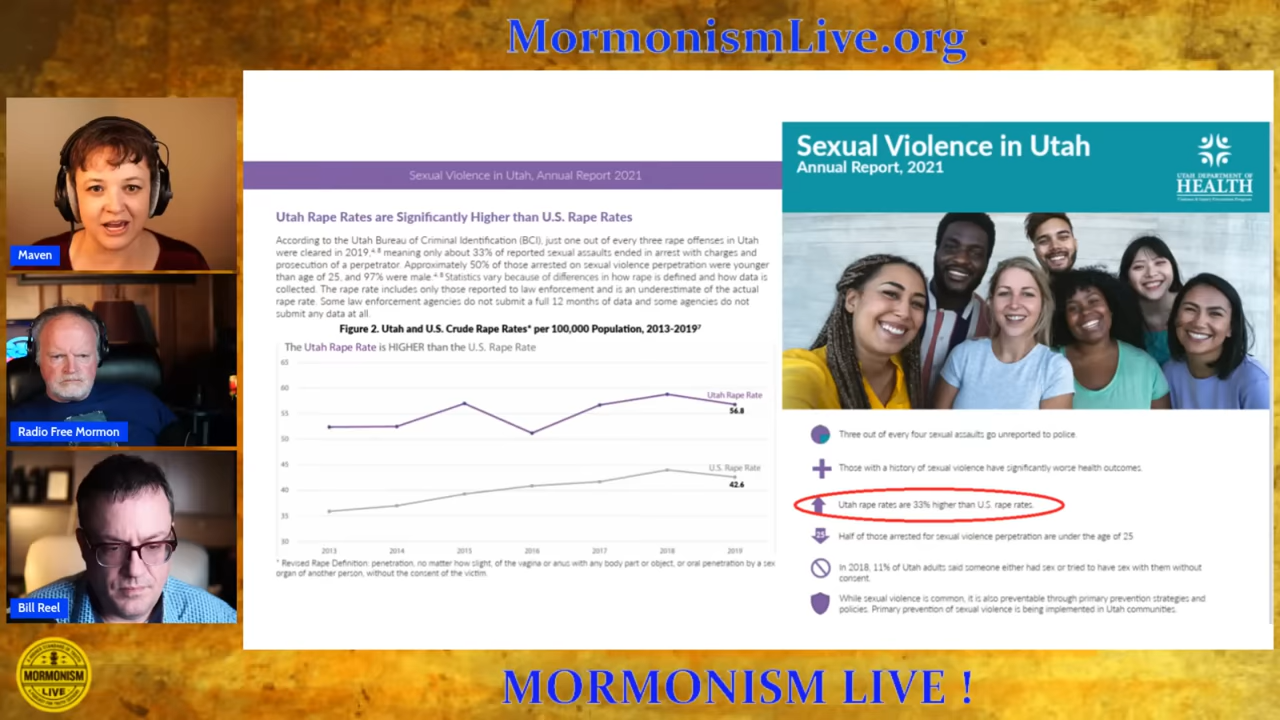 MormonismLive.org
Maven
Radio Free Mormon
Bill Reel
MORMONISM
LIVE
Sexual Violence in Utah, Annual Report 2021
Utah Rape Rates are Significantly Higher than U.S. Rape Rates
According to the Utah Bureau of Criminal Identification (BCI), just one out of every three rape offenses in Utah
were cleared in 2019,⁴·⁸ meaning only about 33% of reported sexual assaults ended in arrest with charges and
prosecution of a perpetrator. Approximately 50% of those arrested on sexual violence perpetration were younger
than age of 25, and 97% were male.⁴·⁸ Statistics vary because of differences in how rape is defined and how data is
collected. The rape rate includes only those reported to law enforcement and is an underestimate of the actual
rape rate. Some law enforcement agencies do not submit a full 12 months of data and some agencies do not
submit any data at all.
Figure 2. Utah and U.S. Crude Rape Rates* per 100,000 Population, 2013-2019⁷
The Utah Rape Rate is HIGHER than the U.S. Rape Rate
65
60
55
50
45
40
35
30
Utah Rape Rate
56.8
U.S. Rape Rate
42.6
2013 2014 2015 2016 2017 2018 2019
* Revised Rape Definition: penetration, no matter how slight, of the vagina or anus with any body part or object, or oral penetration by a sex
organ of another person, without the consent of the victim.
Sexual Violence in Utah
Annual Report, 2021
UTAH DEPARTMENT OF
HEALTH
Three out of every four sexual assaults go unreported to police.
Those with a history of sexual violence have significantly worse health outcomes.
Utah rape rates are 33% higher than U.S. rape rates.
25
Half of those arrested for sexual violence perpetration are under the age of 25
In 2018, 11% of Utah adults said someone either had sex or tried to have sex with them without
consent.
While sexual violence is common, it is also preventable through primary prevention strategies and
policies. Primary prevention of sexual violence is being implemented in Utah communities.
MORMONISM LIVE !